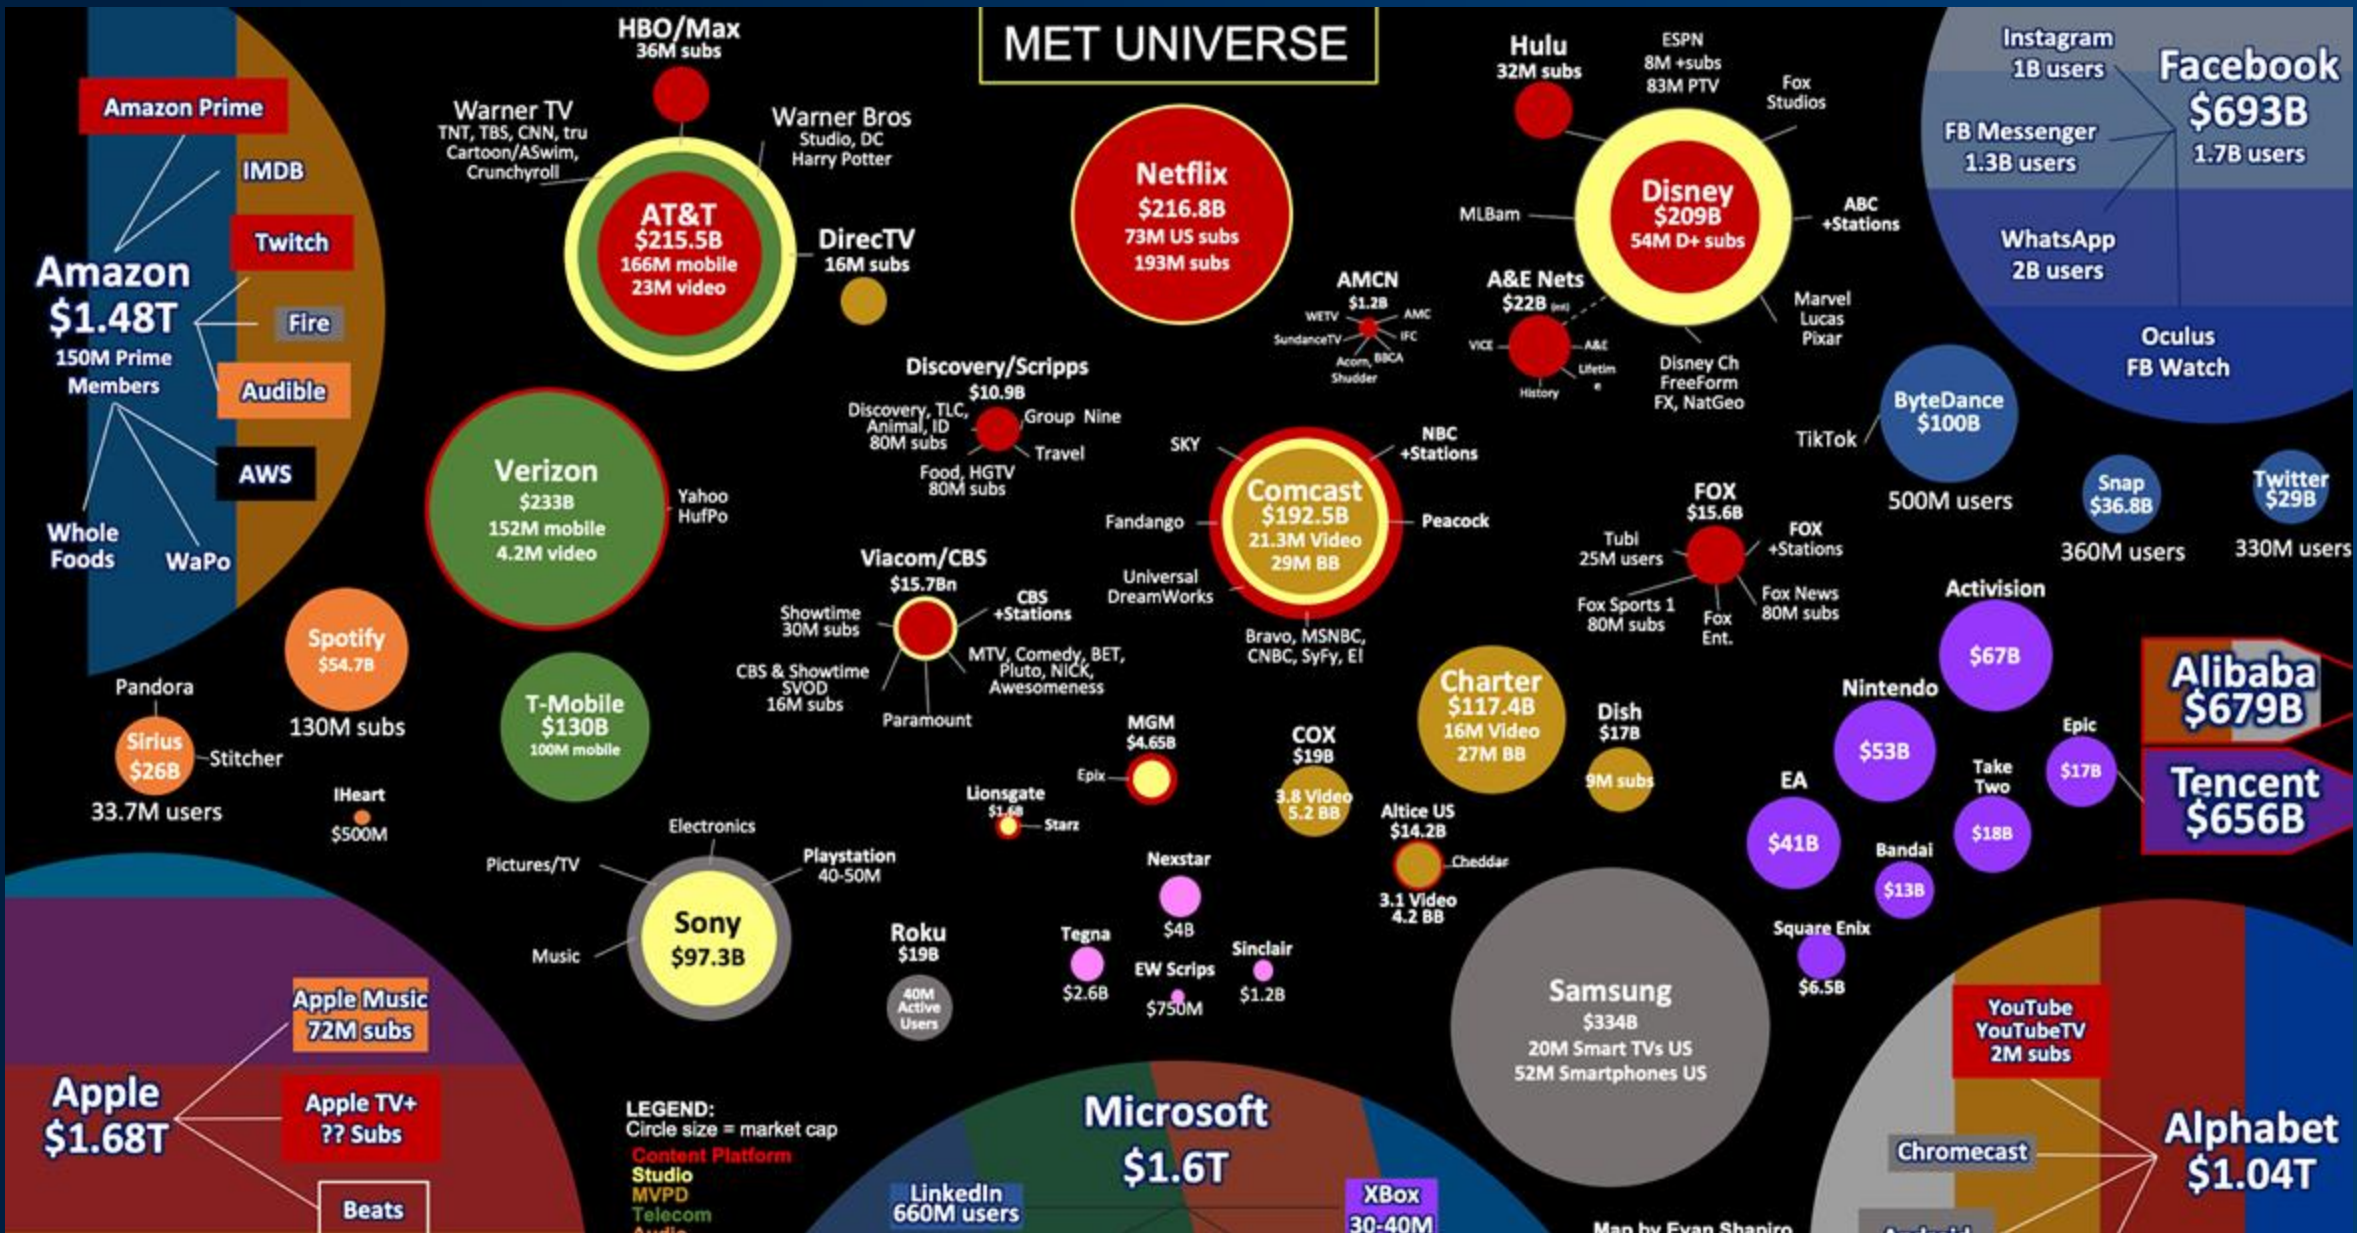 MET UNIVERSE
Amazon Prime
IMDB
Twitch
Amazon
$1.48T
150M Prime
Members
Fire
Audible
AWS
Whole
Foods
WaPo
HBO/Max
36M subs
Warner TV
TNT, TBS, CNN, tru
Cartoon/ASwim,
Crunchyroll
Warner Bros
Studio, DC
Harry Potter
AT&T
$215.5B
166M mobile
23M video
DirecTV
16M subs
Netflix
$216.8B
73M US subs
193M subs
Hulu
32M subs
ESPN
8M +subs
83M PTV
Fox
Studios
Disney
$209B
54M D+ subs
MLBam
ABC
+Stations
Marvel
Lucas
Pixar
Disney Ch
FreeForm
FX, NatGeo
A&E Nets
$22B (est)
VICE
A&E
Lifetim
e
History
AMCN
$1.2B
WETV
AMC
SundanceTV
IFC
BBCA
Acorn,
Shudder
Instagram
1B users
Facebook
$693B
1.7B users
FB Messenger
1.3B users
WhatsApp
2B users
Oculus
FB Watch
ByteDance
$100B
TikTok
500M users
Snap
$36.8B
360M users
Twitter
$29B
330M users
Verizon
$233B
152M mobile
4.2M video
Yahoo
HufPo
Discovery/Scripps
$10.9B
Discovery, TLC,
Animal, ID
80M subs
Group Nine
Travel
Food, HGTV
80M subs
SKY
NBC
+Stations
Comcast
$192.5B
21.3M Video
29M BB
Fandango
Peacock
Universal
DreamWorks
Bravo, MSNBC,
CNBC, SyFy, E!
FOX
$15.6B
Tubi
25M users
FOX
+Stations
Fox Sports 1
80M subs
Fox
Ent.
Fox News
80M subs
Viacom/CBS
$15.7Bn
Showtime
30M subs
CBS
+Stations
CBS & Showtime
SVOD
16M subs
MTV, Comedy, BET,
Pluto, NICK,
Awesomeness
Paramount
Spotify
$54.7B
130M subs
Pandora
Sirius
$26B
Stitcher
33.7M users
IHeart
$500M
T-Mobile
$130B
100M mobile
MGM
$4.65B
Epix
Lionsgate
$1.6B
Starz
COX
$19B
3.8 Video
5.2 BB
Charter
$117.4B
16M Video
27M BB
Dish
$17B
9M subs
Altice US
$14.2B
Cheddar
3.1 Video
4.2 BB
Activision
$67B
Nintendo
$53B
EA
$41B
Take
Two
$18B
Epic
$17B
Bandai
$13B
Square Enix
$6.5B
Alibaba
$679B
Tencent
$656B
Electronics
Pictures/TV
Playstation
40-50M
Sony
$97.3B
Music
Roku
$19B
40M
Active
Users
Nexstar
$4B
Tegna
$2.6B
EW Scrips
$750M
Sinclair
$1.2B
Samsung
$334B
20M Smart TVs US
52M Smartphones US
Apple Music
72M subs
Apple
$1.68T
Apple TV+
?? Subs
Beats
LEGEND:
Circle size = market cap
Content Platform
Studio
MVPD
Telecom
Audio
Microsoft
$1.6T
LinkedIn
660M users
XBox
30-40M
Map by Evan Shapiro
YouTube
YouTubeTV
2M subs
Chromecast
Alphabet
$1.04T
Android